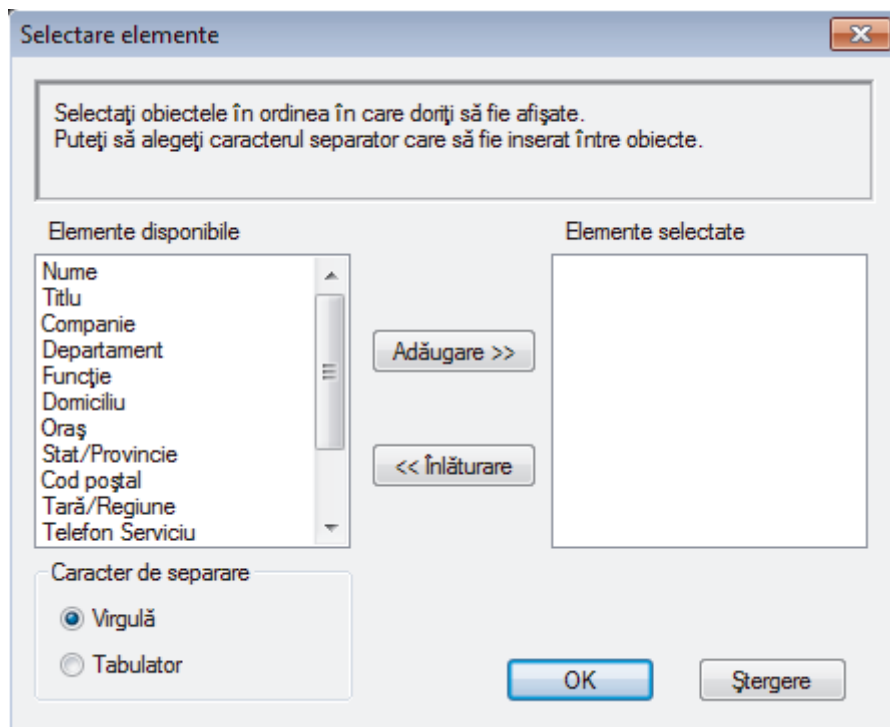 Selectare elemente
Selectaţi obiectele în ordinea în care doriţi să fie afişate.
Puteţi să alegeţi caracterul separator care să fie inserat între obiecte.
Elemente disponibile
Nume
Titlu
Companie
Departament
Funcţie
Domiciliu
Oraş
Stat/Provincie
Cod poştal
Tară/Regiune
Telefon Serviciu
Adăugare >>
<< Înlăturare
Elemente selectate
Caracter de separare
Virgulă
Tabulator
OK
Ştergere